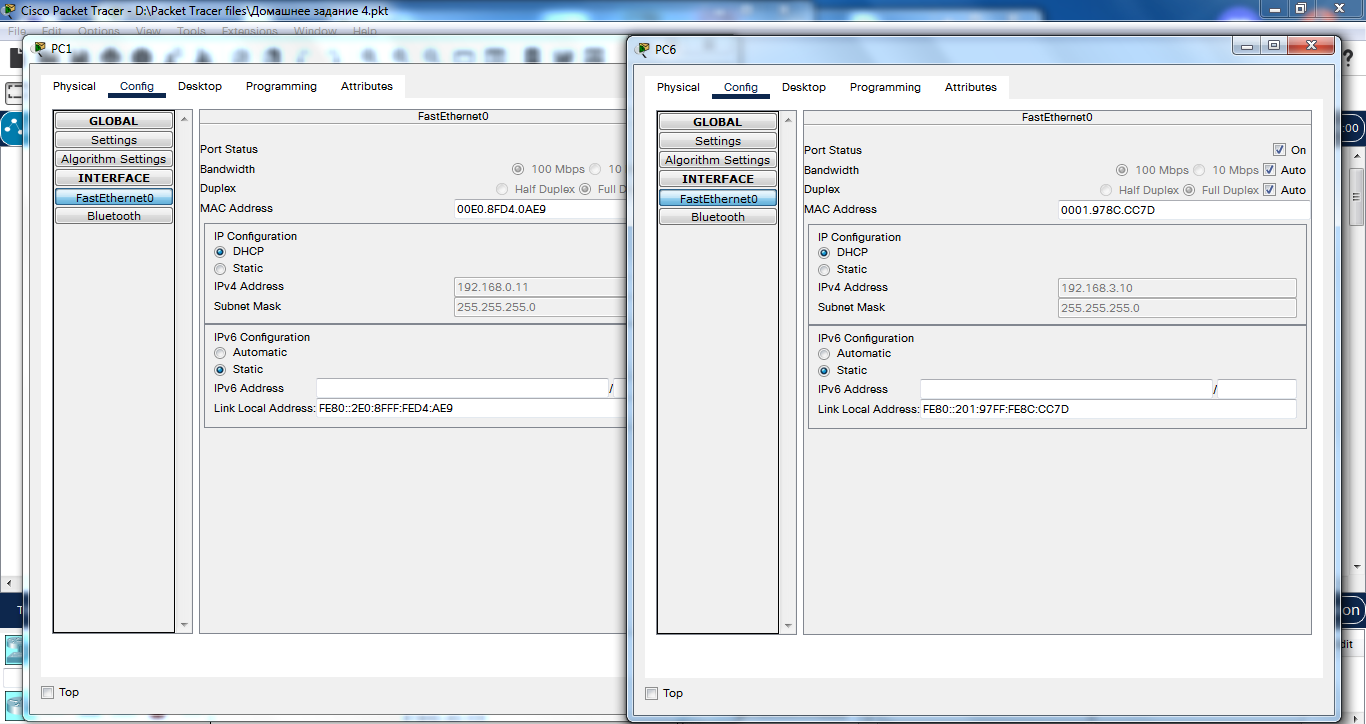 Cisco Packet Tracer - D:\Packet Tracer files\Домашнее задание 4.pkt
File Edit Options View Tools Extensions Window Help
PC1
Physical Config Desktop Programming Attributes
GLOBAL
Settings
Algorithm Settings
INTERFACE
FastEthernet0
Bluetooth
FastEthernet0
Port Status
Bandwidth 100 Mbps 10
Duplex Half Duplex Full D
MAC Address 00E0.8FD4.0AE9
IP Configuration
DHCP
Static
IPv4 Address 192.168.0.11
Subnet Mask 255.255.255.0
IPv6 Configuration
Automatic
Static
IPv6 Address /
Link Local Address: FE80::2E0:8FFF:FED4:AE9
Top
PC6
Physical Config Desktop Programming Attributes
GLOBAL
Settings
Algorithm Settings
INTERFACE
FastEthernet0
Bluetooth
FastEthernet0
Port Status On
Bandwidth 100 Mbps 10 Mbps Auto
Duplex Half Duplex Full Duplex Auto
MAC Address 0001.978C.CC7D
IP Configuration
DHCP
Static
IPv4 Address 192.168.3.10
Subnet Mask 255.255.255.0
IPv6 Configuration
Automatic
Static
IPv6 Address /
Link Local Address: FE80::201:97FF:FE8C:CC7D
Top
?
:00
on
dit
T